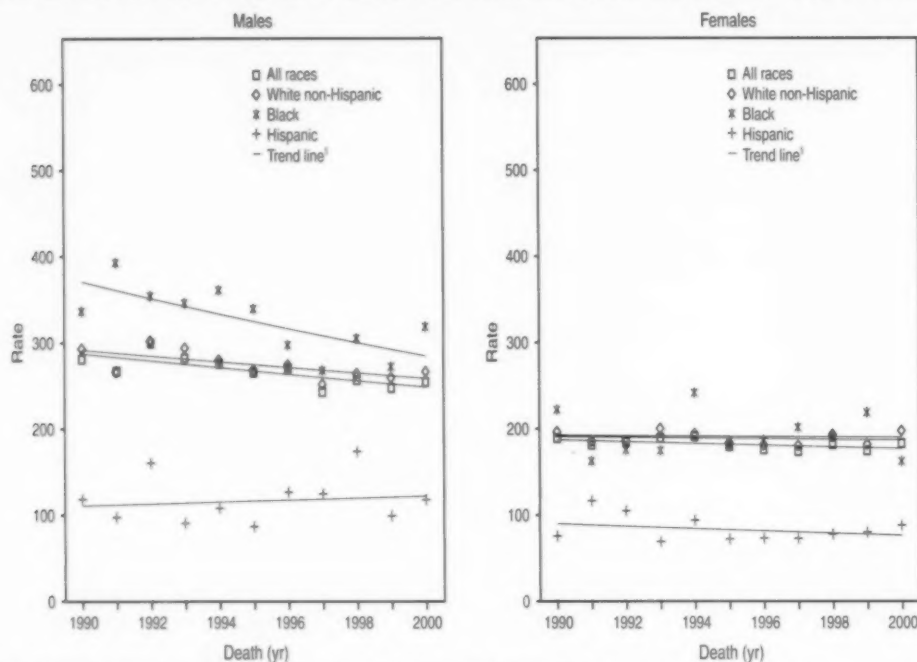 Males
600
500
400
300
200
100
0
Rate
All races
White non-Hispanic
Black
Hispanic
Trend line§
1990 1992 1994 1996 1998 2000
Death (yr)
Females
600
500
400
300
200
100
0
Rate
All races
White non-Hispanic
Black
Hispanic
Trend line§
1990 1992 1994 1996 1998 2000
Death (yr)